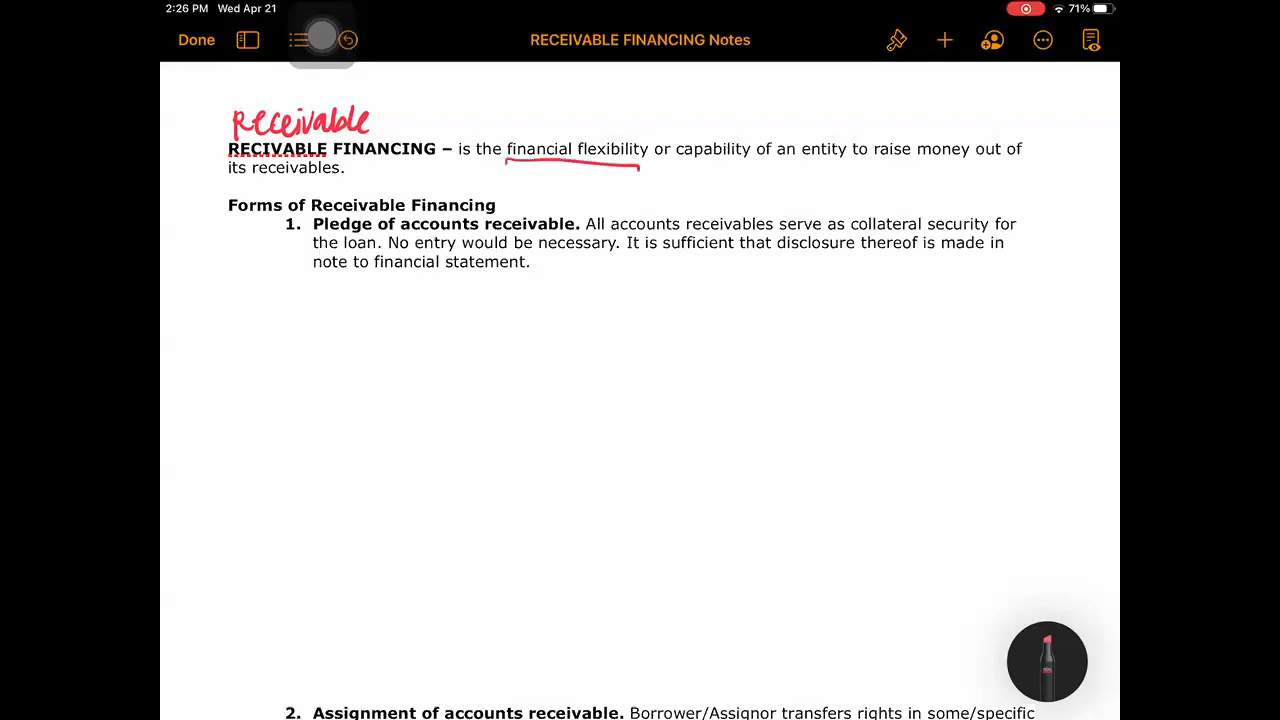 2:26 PM Wed Apr 21
71%
Done
RECEIVABLE FINANCING Notes
Receivable
RECIVABLE FINANCING – is the financial flexibility or capability of an entity to raise money out of
its receivables.
Forms of Receivable Financing
1. Pledge of accounts receivable. All accounts receivables serve as collateral security for
the loan. No entry would be necessary. It is sufficient that disclosure thereof is made in
note to financial statement.
2. Assignment of accounts receivable. Borrower/Assignor transfers rights in some/specific